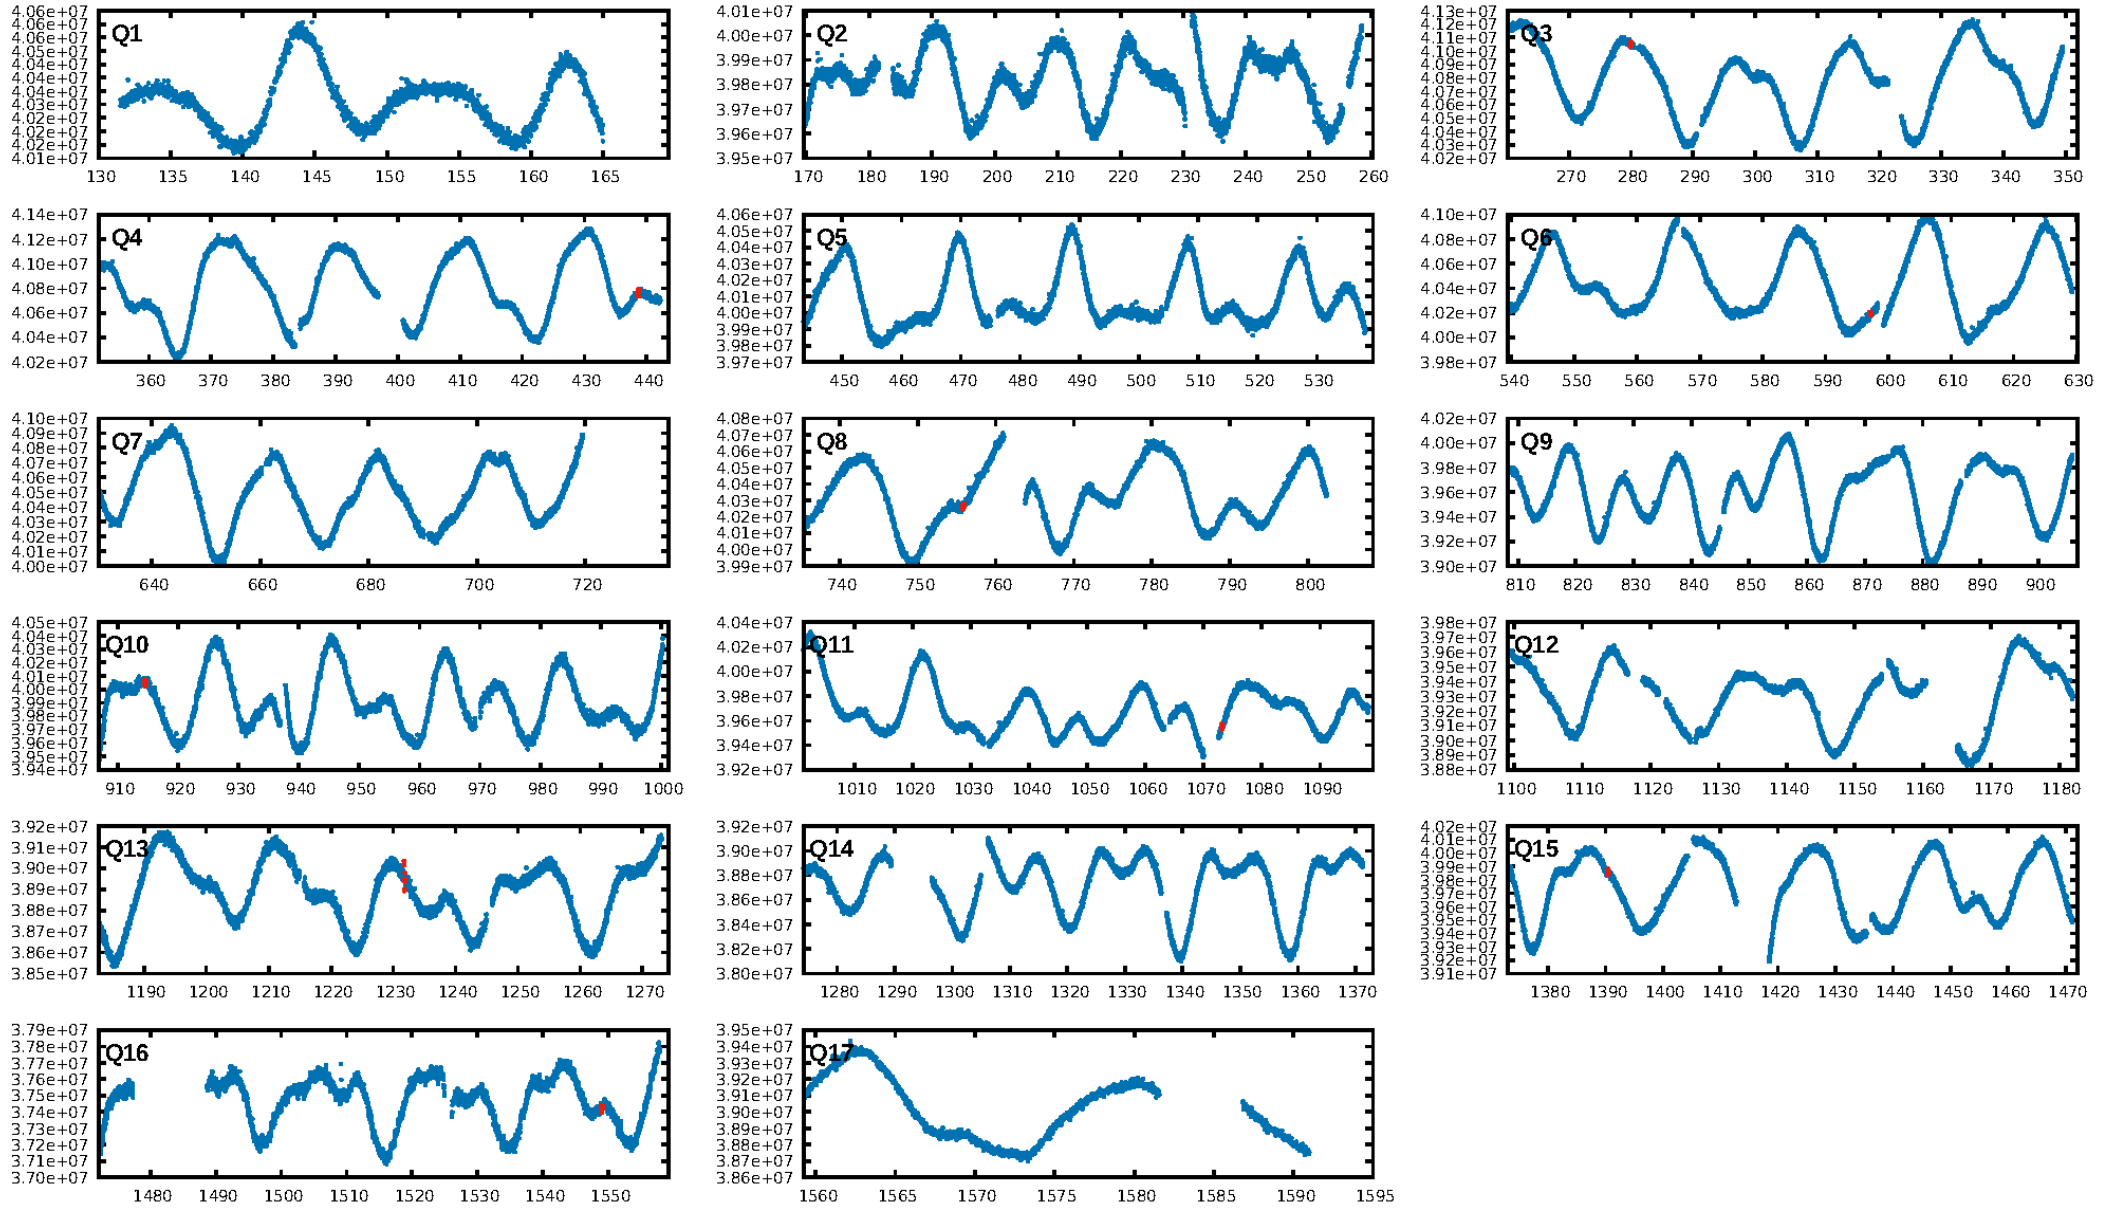 4.06e+07 4.06e+07 4.05e+07 4.05e+07 4.04e+07 4.04e+07 4.03e+07 4.03e+07 4.02e+07 4.02e+07 4.01e+07
Q1
130 135 140 145 150 155 160 165
4.01e+07 4.00e+07 3.99e+07 3.98e+07 3.97e+07 3.96e+07 3.95e+07
Q2
170 180 190 200 210 220 230 240 250 260
4.13e+07 4.12e+07 4.11e+07 4.10e+07 4.09e+07 4.08e+07 4.07e+07 4.06e+07 4.05e+07 4.04e+07 4.03e+07 4.02e+07
Q3
270 280 290 300 310 320 330 340 350
4.14e+07 4.12e+07 4.10e+07 4.08e+07 4.06e+07 4.04e+07 4.02e+07
Q4
360 370 380 390 400 410 420 430 440
4.06e+07 4.05e+07 4.04e+07 4.03e+07 4.02e+07 4.01e+07 4.00e+07 3.99e+07 3.98e+07 3.97e+07
Q5
450 460 470 480 490 500 510 520 530
4.10e+07 4.08e+07 4.06e+07 4.04e+07 4.02e+07 4.00e+07 3.98e+07
Q6
540 550 560 570 580 590 600 610 620 630
4.10e+07 4.09e+07 4.08e+07 4.07e+07 4.06e+07 4.05e+07 4.04e+07 4.03e+07 4.02e+07 4.01e+07 4.00e+07
Q7
640 660 680 700 720
4.08e+07 4.07e+07 4.06e+07 4.05e+07 4.04e+07 4.03e+07 4.02e+07 4.01e+07 4.00e+07 3.99e+07
Q8
740 750 760 770 780 790 800
4.02e+07 4.00e+07 3.98e+07 3.96e+07 3.94e+07 3.92e+07 3.90e+07
Q9
810 820 830 840 850 860 870 880 890 900
4.05e+07 4.04e+07 4.03e+07 4.02e+07 4.01e+07 4.00e+07 3.99e+07 3.98e+07 3.97e+07 3.96e+07 3.95e+07 3.94e+07
Q10
910 920 930 940 950 960 970 980 990 1000
4.04e+07 4.02e+07 4.00e+07 3.98e+07 3.96e+07 3.94e+07 3.92e+07
Q11
1010 1020 1030 1040 1050 1060 1070 1080 1090
3.98e+07 3.97e+07 3.96e+07 3.95e+07 3.94e+07 3.93e+07 3.92e+07 3.91e+07 3.90e+07 3.89e+07 3.88e+07
Q12
1100 1110 1120 1130 1140 1150 1160 1170 1180
3.92e+07 3.91e+07 3.90e+07 3.89e+07 3.88e+07 3.87e+07 3.86e+07 3.85e+07
Q13
1190 1200 1210 1220 1230 1240 1250 1260 1270
3.92e+07 3.90e+07 3.88e+07 3.86e+07 3.84e+07 3.82e+07 3.80e+07
Q14
1280 1290 1300 1310 1320 1330 1340 1350 1360 1370
4.02e+07 4.01e+07 4.00e+07 3.99e+07 3.98e+07 3.97e+07 3.96e+07 3.95e+07 3.94e+07 3.93e+07 3.92e+07 3.91e+07
Q15
1380 1390 1400 1410 1420 1430 1440 1450 1460 1470
3.79e+07 3.78e+07 3.77e+07 3.76e+07 3.75e+07 3.74e+07 3.73e+07 3.72e+07 3.71e+07 3.70e+07
Q16
1480 1490 1500 1510 1520 1530 1540 1550
3.95e+07 3.94e+07 3.93e+07 3.92e+07 3.91e+07 3.90e+07 3.89e+07 3.88e+07 3.87e+07 3.86e+07
Q17
1560 1565 1570 1575 1580 1585 1590 1595